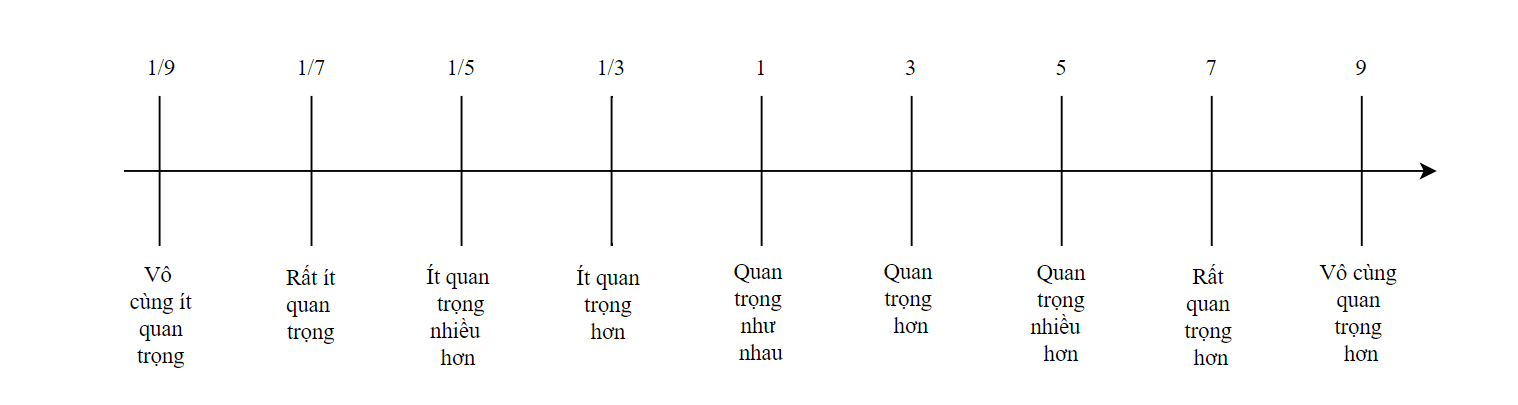 1/9 1/7 1/5 1/3 1 3 5 7 9
Vô
cùng ít
quan
trọng
Rất ít
quan
trọng
Ít quan
trọng
nhiều
hơn
Ít quan
trọng
hơn
Quan
trọng
như
nhau
Quan
trọng
hơn
Quan
trọng
nhiều
hơn
Rất
quan
trọng
hơn
Vô cùng
quan
trọng
hơn